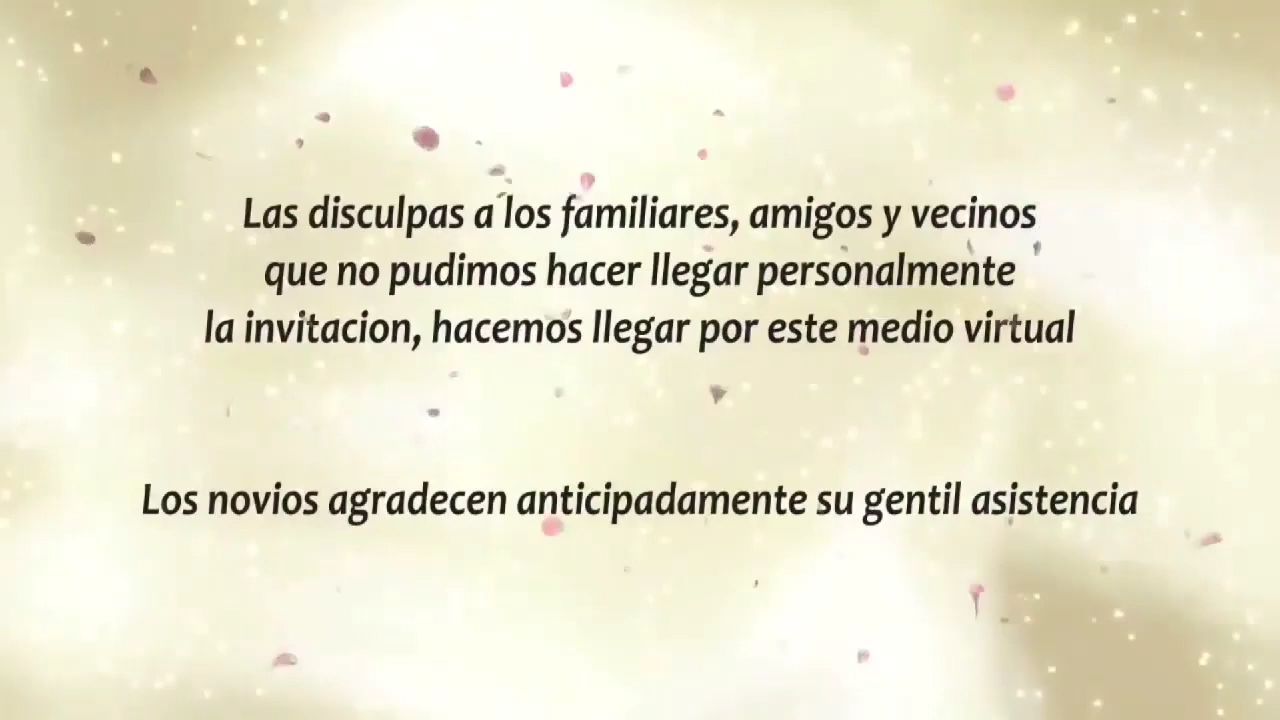 Las disculpas a los familiares, amigos y vecinos
que no pudimos hacer llegar personalmente
la invitacion, hacemos llegar por este medio virtual
Los novios agradecen anticipadamente su gentil asistencia